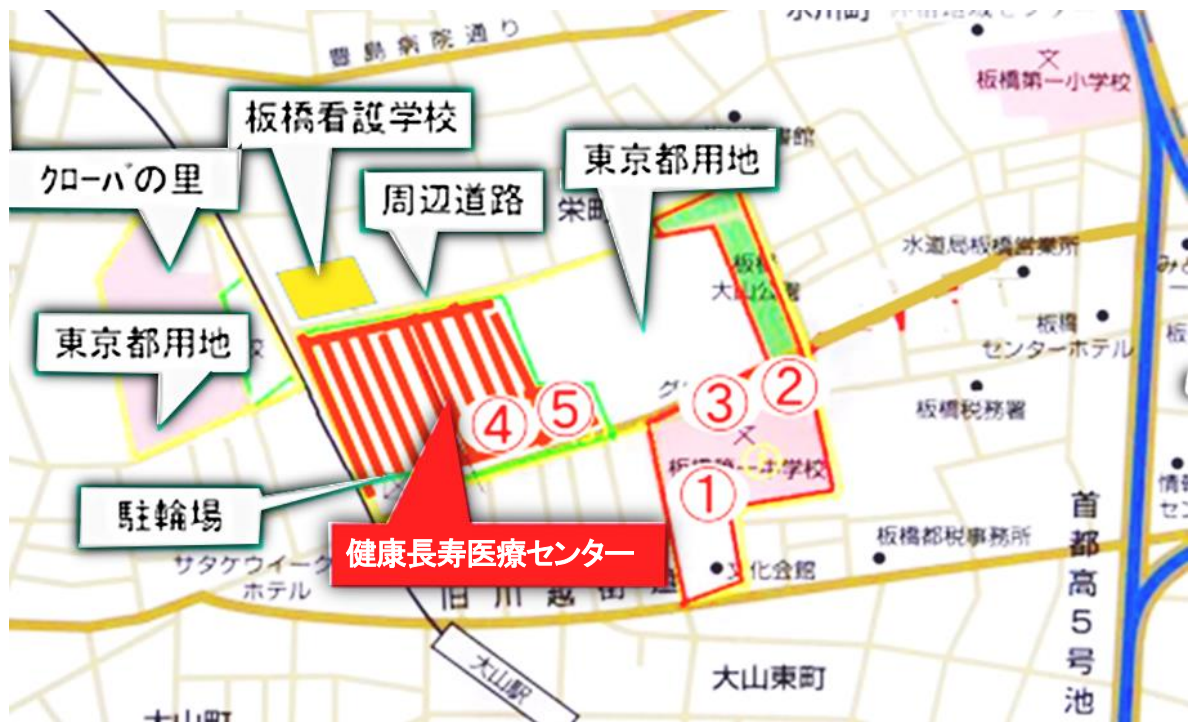 氷川町
豊島病院通り
板橋第一小学校
板橋看護学校
東京都用地
クローバの里
周辺道路
栄町
水道局板橋営業所
板橋
大山公園
板橋
センターホテル
東京都用地
③
②
④
⑤
板橋税務署
板橋第一小学校
①
駐輪場
首都高5号池
健康長寿医療センター
板橋都税事務所
サタケウイーク
ホテル
文化会館
旧川越街道
大山駅
大山東町
大山町